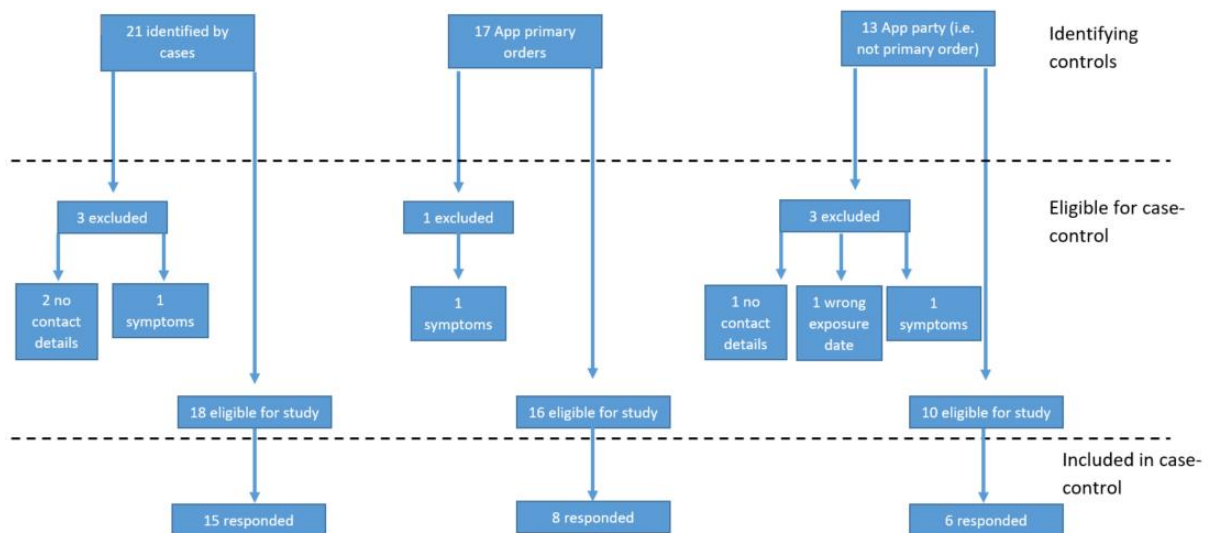 21 identified by
cases
17 App primary
orders
13 App party (i.e.
not primary order)
Identifying
controls
3 excluded
1 excluded
3 excluded
Eligible for case-
control
2 no
contact
details
1
symptoms
1
symptoms
1 no
contact
details
1 wrong
exposure
date
1
symptoms
18 eligible for study
16 eligible for study
10 eligible for study
Included in case-
control
15 responded
8 responded
6 responded